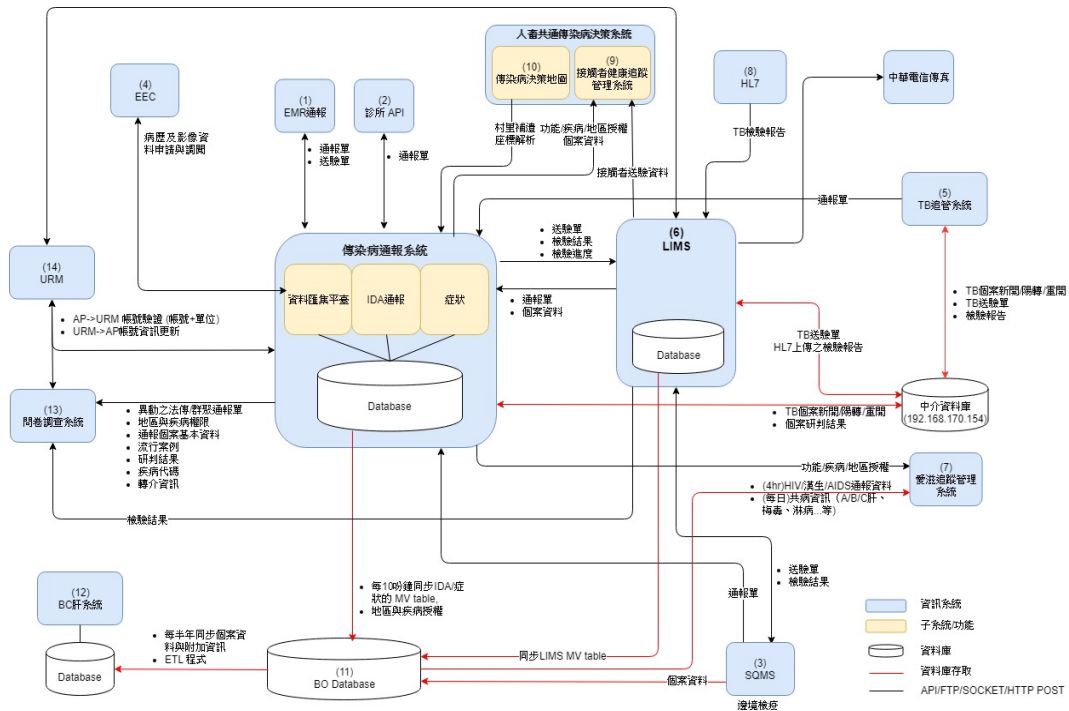 人畜共通傳染病決策系統
(10)
傳染病決策地圖
(9)
接觸者健康追蹤
管理系統
(8)
HL7
中華電信傳真
(4)
EEC
(1)
EMR通報
(2)
診所 API
病歷及影像資
料申請與調閱
• 通報單
• 送驗單
• 通報單
村里補遺
座標解析
功能/疾病/地區授權
個案資料
接觸者送驗資料
TB檢驗報告
通報單
(5)
TB追管系統
(6)
LIMS
Database
傳染病通報系統
資料匯集平臺
IDA通報
症狀
Database
• 送驗單
• 檢驗結果
• 檢驗進度
• 通報單
• 個案資料
(14)
URM
• AP->URM 帳號驗證 (帳號+單位)
• URM->AP帳號資訊更新
• TB個案新開/陽轉/重開
• TB送驗單
• 檢驗報告
TB送驗單
HL7上傳之檢驗報告
中介資料庫
(192.168.170.154)
(13)
問卷調查系統
• 異動之法傳/群聚通報單
• 地區與疾病權限
• 通報個案基本資料
• 流行案例
• 研判結果
• 疾病代碼
• 轉介資訊
• TB個案新開/陽轉/重開
• 個案研判結果
功能/疾病/地區授權
(7)
愛滋追蹤管理
系統
• (4hr)HIV/漢生/AIDS通報資料
• (每日)共病資訊（A/B/C肝、
梅毒、淋病...等)
檢驗結果
• 送驗單
• 檢驗結果
通報單
(12)
BC肝系統
Database
• 每半年同步個案資
料與附加資訊
• ETL 程式
• 每10分鐘同步IDA/症
狀的 MV table,
• 地區與疾病授權
(11)
BO Database
同步LIMS MV table
個案資料
(3)
SQMS
邊境檢疫
資訊系統
子系統/功能
資料庫
資料庫存取
API/FTP/SOCKET/HTTP POST